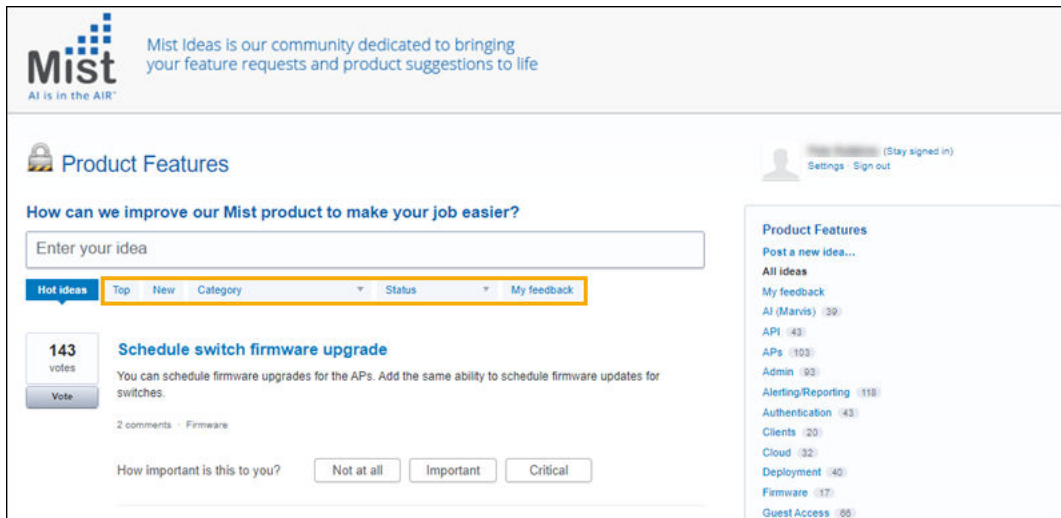 Mist
AI is in the AIR™
Mist Ideas is our community dedicated to bringing
your feature requests and product suggestions to life
Product Features
(Stay signed in)
Settings · Sign out
How can we improve our Mist product to make your job easier?
Enter your idea
Hot ideas Top New Category Status My feedback
143
votes
Vote
Schedule switch firmware upgrade
You can schedule firmware upgrades for the APs. Add the same ability to schedule firmware updates for
switches.
2 comments · Firmware
How important is this to you? Not at all Important Critical
Product Features
Post a new idea...
All ideas
My feedback
AI (Marvis) 39
API 43
APs 103
Admin 93
Alerting/Reporting 118
Authentication 43
Clients 20
Cloud 32
Deployment 40
Firmware 17
Guest Access 66